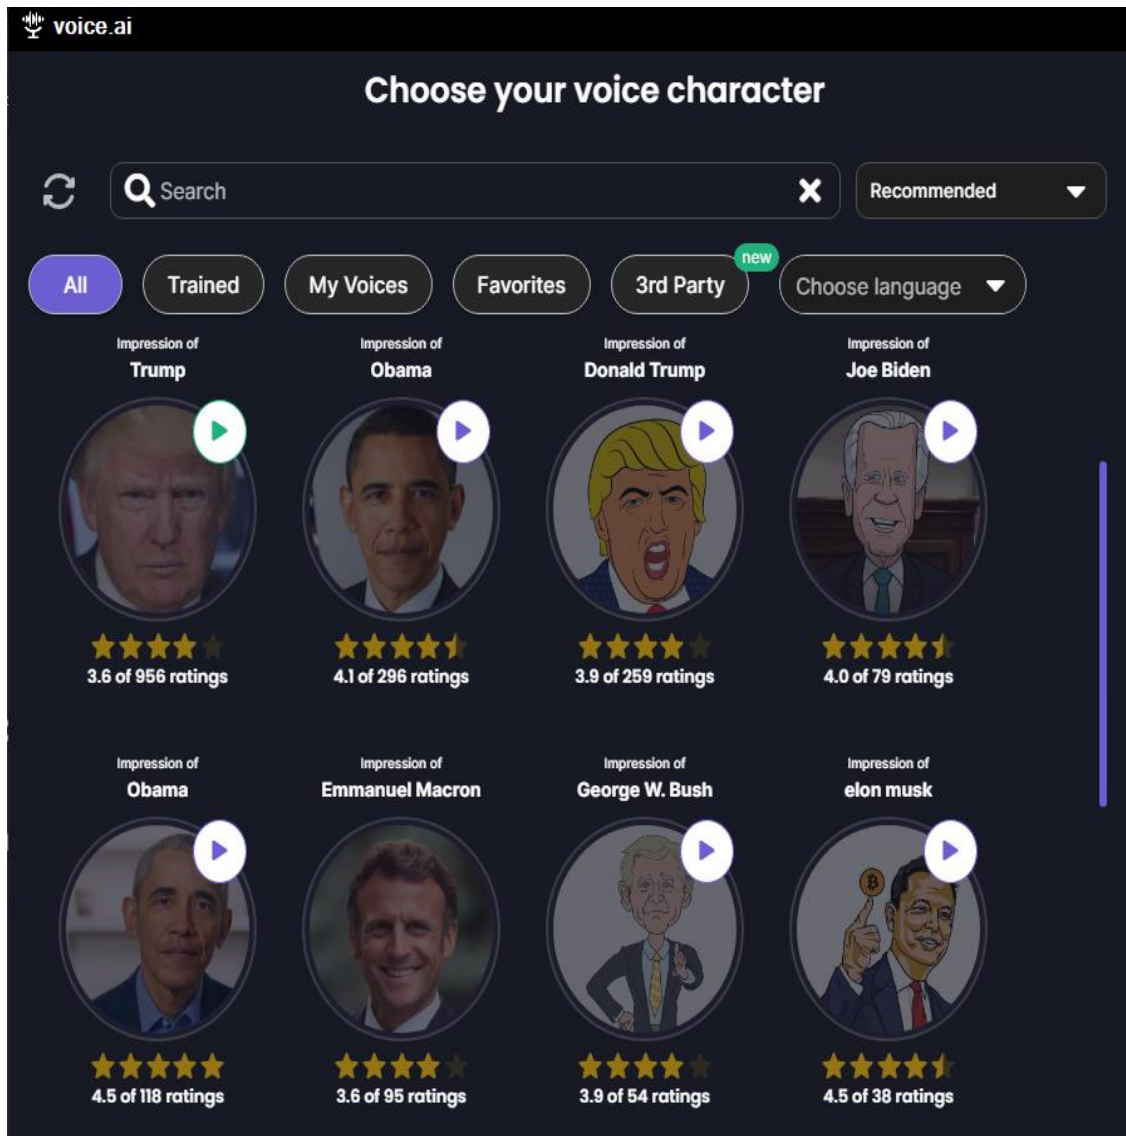 voice.ai
Choose your voice character
Search
Recommended
All
Trained
My Voices
Favorites
3rd Party
new
Choose language
Impression of
Trump
Impression of
Obama
Impression of
Donald Trump
Impression of
Joe Biden
3.6 of 956 ratings
4.1 of 296 ratings
3.9 of 259 ratings
4.0 of 79 ratings
Impression of
Obama
Impression of
Emmanuel Macron
Impression of
George W. Bush
Impression of
elon musk
4.5 of 118 ratings
3.6 of 95 ratings
3.9 of 54 ratings
4.5 of 38 ratings